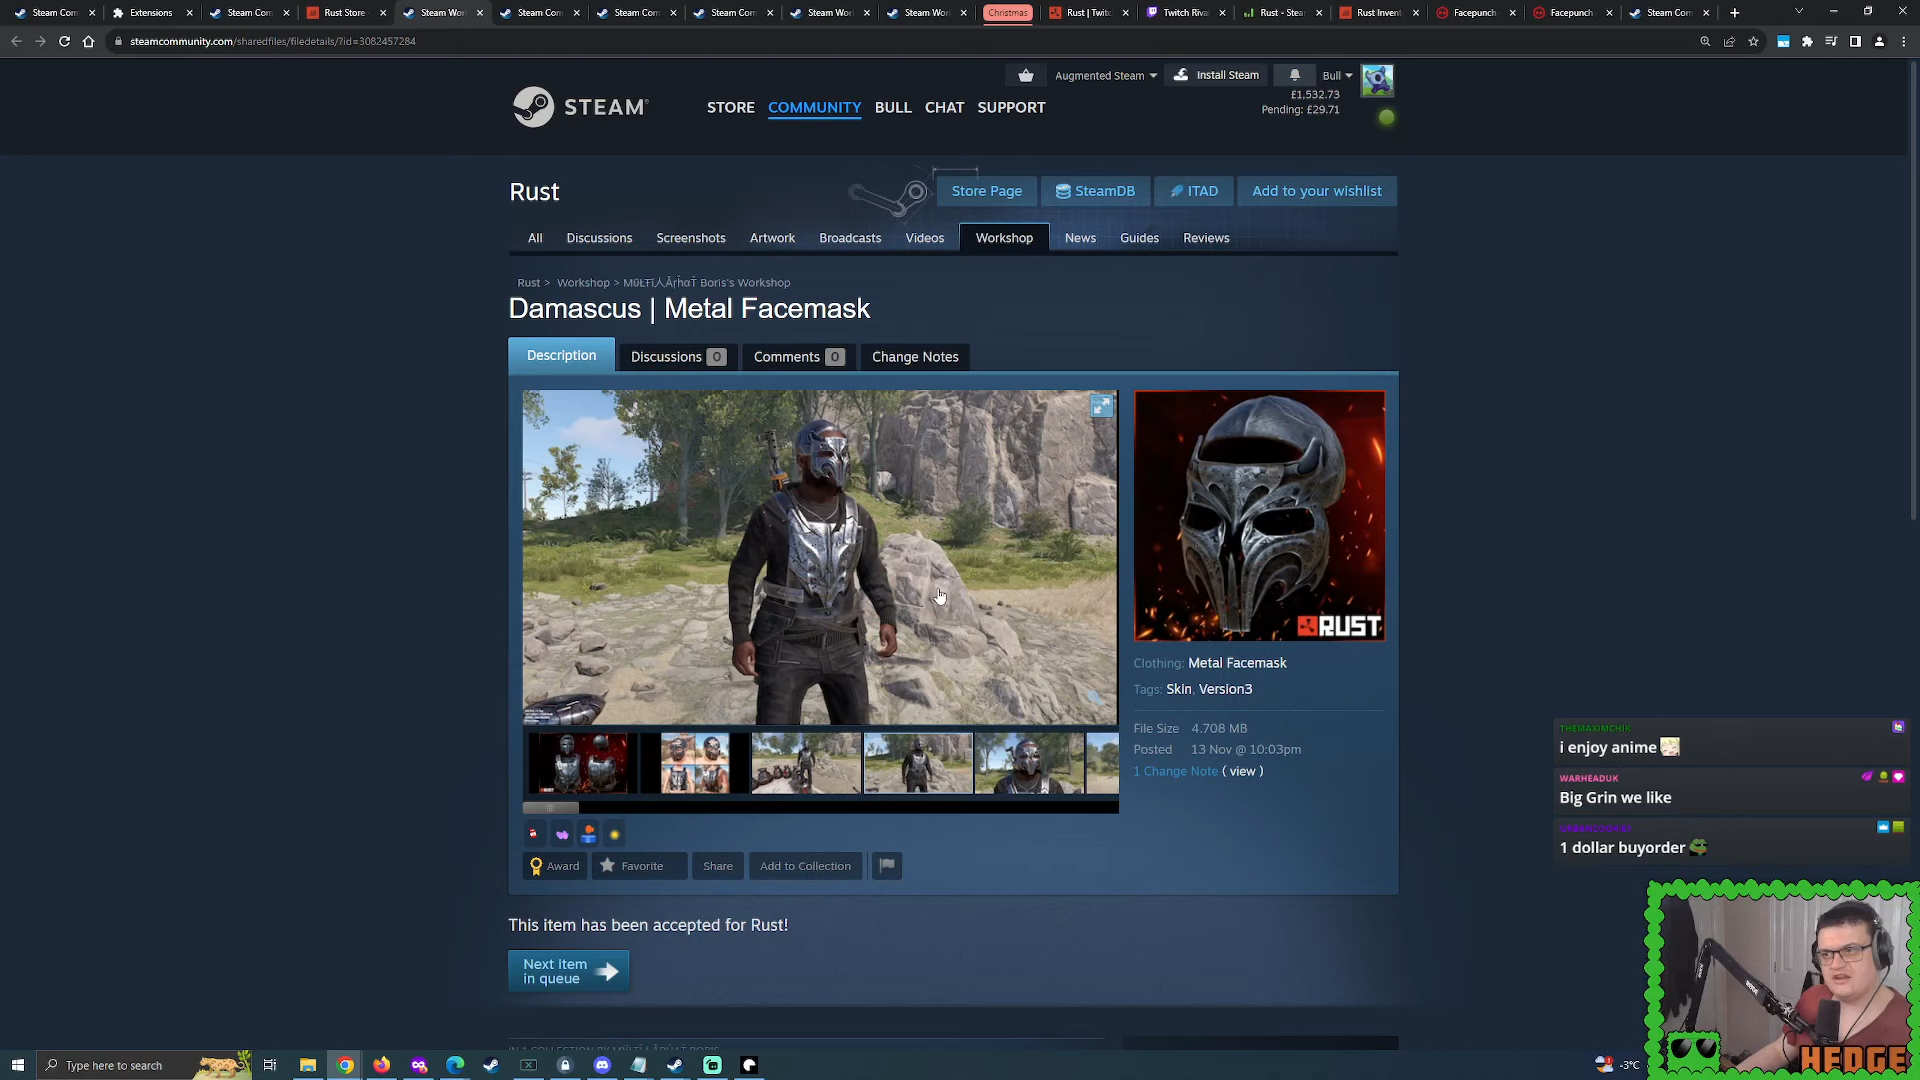 Steam Com
Extensions
Steam Com
Rust Store
Steam Wor
Steam Com
Steam Com
Steam Com
Steam Wor
Steam Wor
Christmas
Rust | Twitc
Twitch Rival
Rust - Stea
Rust Invent
Facepunch
Facepunch
Steam Com
steamcommunity.com/sharedfiles/filedetails/?id=3082457284
STEAM
STORE COMMUNITY BULL CHAT SUPPORT
Augmented Steam
Install Steam
Bull
£1,532.73
Pending: £29.71
Rust
Store Page
SteamDB
ITAD
Add to your wishlist
All Discussions Screenshots Artwork Broadcasts Videos Workshop News Guides Reviews
Damascus | Metal Facemask
Description
Discussions 0
Comments 0
Change Notes
RUST
Clothing: Metal Facemask
Tags: Skin, Version3
File Size 4.708 MB
Posted 13 Nov @ 10:03pm
1 Change Note ( view )
Award
Favorite
Share
Add to Collection
This item has been accepted for Rust!
Next item
in queue
THEMAXIMCHIK
i enjoy anime
WARHEADUK
Big Grin we like
1 dollar buyorder
HEDGE
Type here to search
-3°C